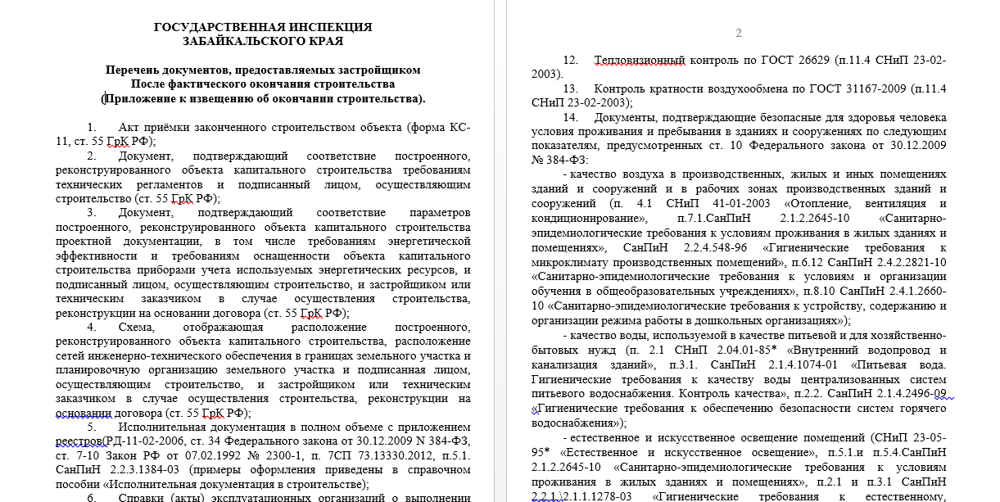 ГОСУДАРСТВЕННАЯ ИНСПЕКЦИЯ
ЗАБАЙКАЛЬСКОГО КРАЯ
Перечень документов, предоставляемых застройщиком
После фактического окончания строительства
(Приложение к извещению об окончании строительства).
1. Акт приёмки законченного строительством объекта (форма КС-
11, ст. 55 ГрК РФ);
2. Документ, подтверждающий соответствие построенного,
реконструированного объекта капитального строительства требованиям
технических регламентов и подписанный лицом, осуществляющим
строительство (ст. 55 ГрК РФ);
3. Документ, подтверждающий соответствие параметров
построенного, реконструированного объекта капитального строительства
проектной документации, в том числе требованиям энергетической
эффективности и требованиям оснащенности объекта капитального
строительства приборами учета используемых энергетических ресурсов, и
подписанный лицом, осуществляющим строительство, и застройщиком или
техническим заказчиком в случае осуществления строительства,
реконструкции на основании договора (ст. 55 ГрК РФ);
4. Схема, отображающая расположение построенного,
реконструированного объекта капитального строительства, расположение
сетей инженерно-технического обеспечения в границах земельного участка и
планировочную организацию земельного участка и подписанная лицом,
осуществляющим строительство, и застройщиком или техническим
заказчиком в случае осуществления строительства, реконструкции на
основании договора (ст. 55 ГрК РФ);
5. Исполнительная документация в полном объеме с приложением
реестров(РД-11-02-2006, ст. 34 Федерального закона от 30.12.2009 N 384-ФЗ,
ст. 7-10 Закон РФ от 07.02.1992 № 2300-1, п. 7СП 73.13330.2012, п.5.1.
СанПиН 2.2.3.1384-03 (примеры оформления приведены в справочном
пособии «Исполнительная документация в строительстве);
6. Справки (акты) эксплуатационных организаций о выполнении
2
12. Тепловизионный контроль по ГОСТ 26629 (п.11.4 СНиП 23-02-
2003).
13. Контроль кратности воздухообмена по ГОСТ 31167-2009 (п.11.4
СНиП 23-02-2003);
14. Документы, подтверждающие безопасные для здоровья человека
условия проживания и пребывания в зданиях и сооружениях по следующим
показателям, предусмотренных ст. 10 Федерального закона от 30.12.2009
№ 384-ФЗ:
- качество воздуха в производственных, жилых и иных помещениях
зданий и сооружений и в рабочих зонах производственных зданий и
сооружений (п. 4.1 СНиП 41-01-2003 «Отопление, вентиляция и
кондиционирование», п.7.1.СанПиН 2.1.2.2645-10 «Санитарно-
эпидемиологические требования к условиям проживания в жилых зданиях и
помещениях», СанПиН 2.2.4.548-96 «Гигиенические требования к
микроклимату производственных помещений», п.6.12 СанПиН 2.4.2.2821-10
«Санитарно-эпидемиологические требования к условиям и организации
обучения в общеобразовательных учреждениях», п.8.10 СанПиН 2.4.1.2660-
10 «Санитарно-эпидемиологические требования к устройству, содержанию и
организации режима работы в дошкольных организациях»);
- качество воды, используемой в качестве питьевой и для хозяйственно-
бытовых нужд (п. 2.1 СНиП 2.04.01-85* «Внутренний водопровод и
канализация зданий», п.3.1. СанПиН 2.1.4.1074-01 «Питьевая вода.
Гигиенические требования к качеству воды централизованных систем
питьевого водоснабжения. Контроль качества», п.2.2. СанПиН 2.1.4.2496-09
«Гигиенические требования к обеспечению безопасности систем горячего
водоснабжения»);
- естественное и искусственное освещение помещений (СНиП 23-05-
95* «Естественное и искусственное освещение», п.5.1.и п.5.4.СанПиН
2.1.2.2645-10 «Санитарно-эпидемиологические требования к условиям
проживания в жилых зданиях и помещениях», п.2.1 и п.3.1 СанПиН
2.2.1.\2.1.1.1278-03 «Гигиенические требования к естественному,